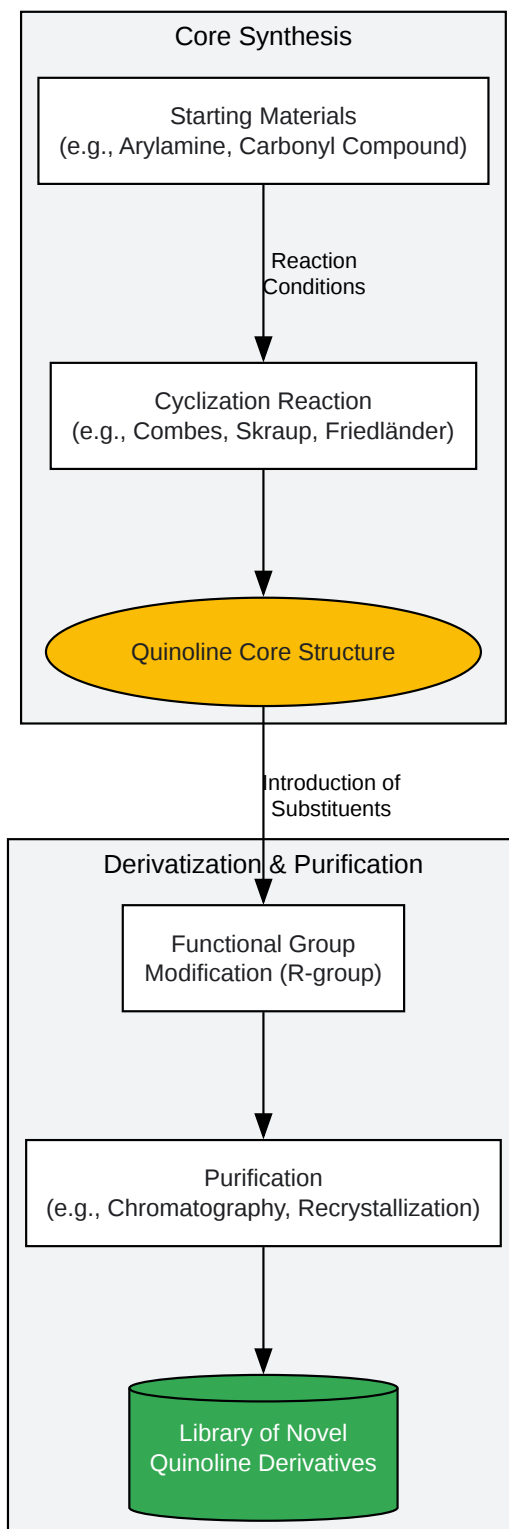 Core Synthesis
Starting Materials
(e.g., Arylamine, Carbonyl Compound)
Reaction
Conditions
Cyclization Reaction
(e.g., Combes, Skraup, Friedländer)
Quinoline Core Structure
Introduction of
Substituents
Derivatization & Purification
Functional Group
Modification (R-group)
Purification
(e.g., Chromatography, Recrystallization)
Library of Novel
Quinoline Derivatives